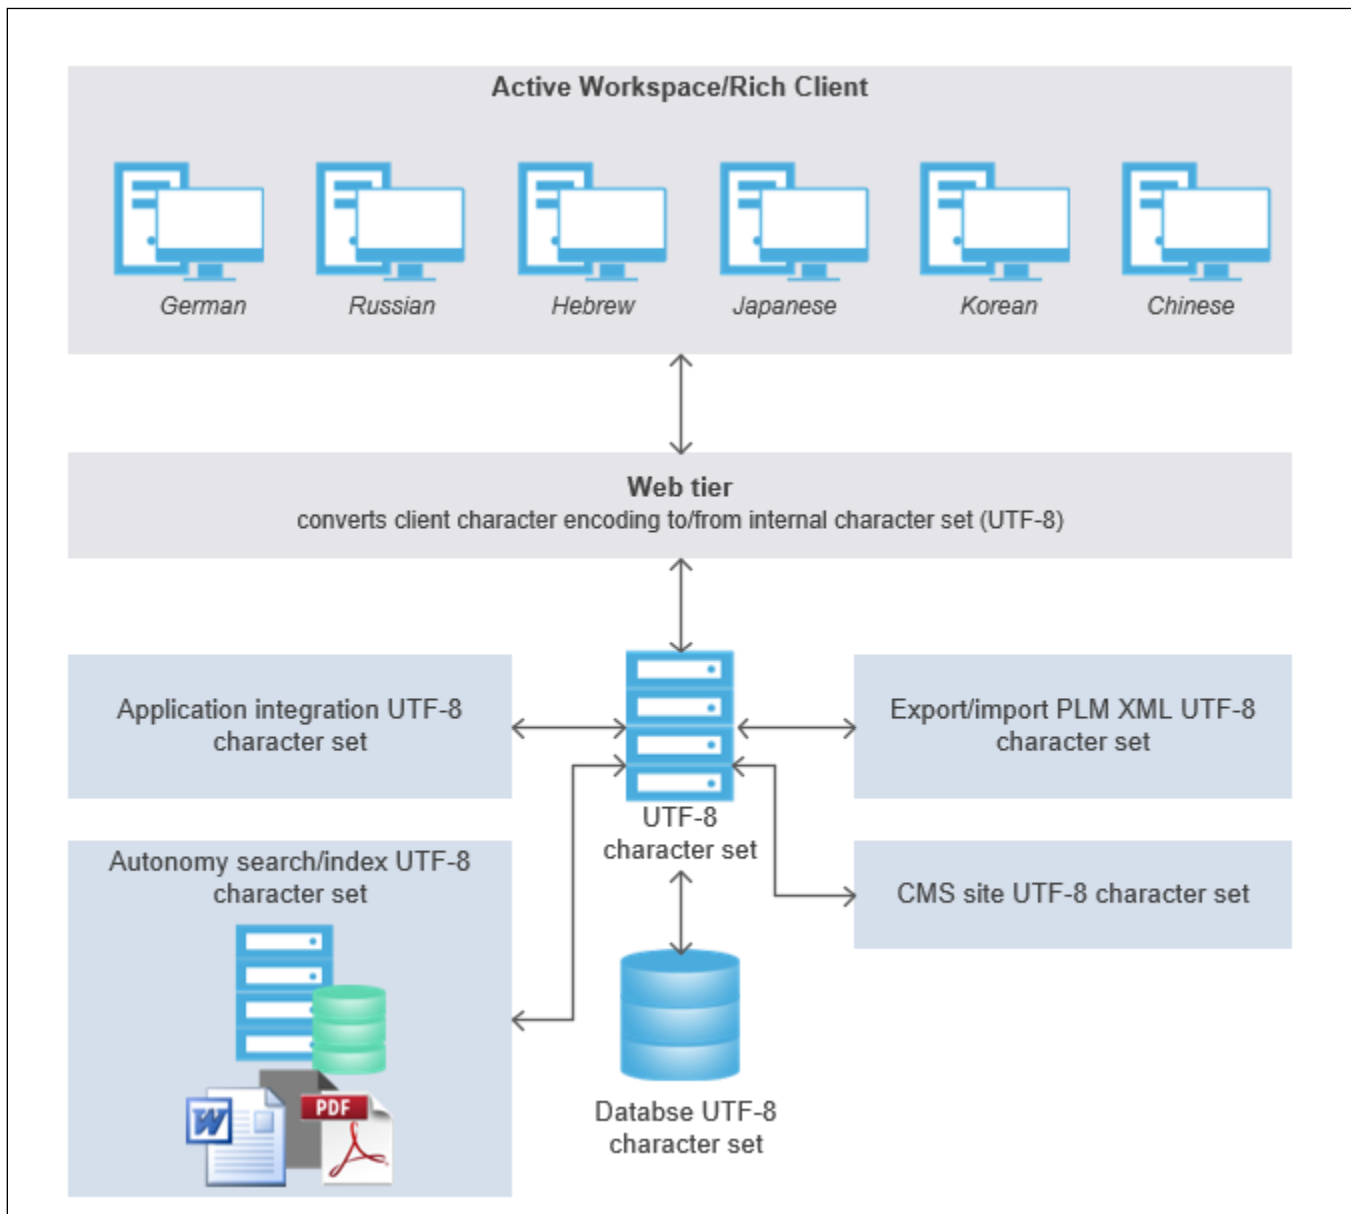 Active Workspace/Rich Client
German
Russian
Hebrew
Japanese
Korean
Chinese
Web tier
converts client character encoding to/from internal character set (UTF-8)
Application integration UTF-8
character set
UTF-8
character set
Export/import PLM XML UTF-8
character set
Autonomy search/index UTF-8
character set
CMS site UTF-8 character set
W
PDF
Databse UTF-8
character set